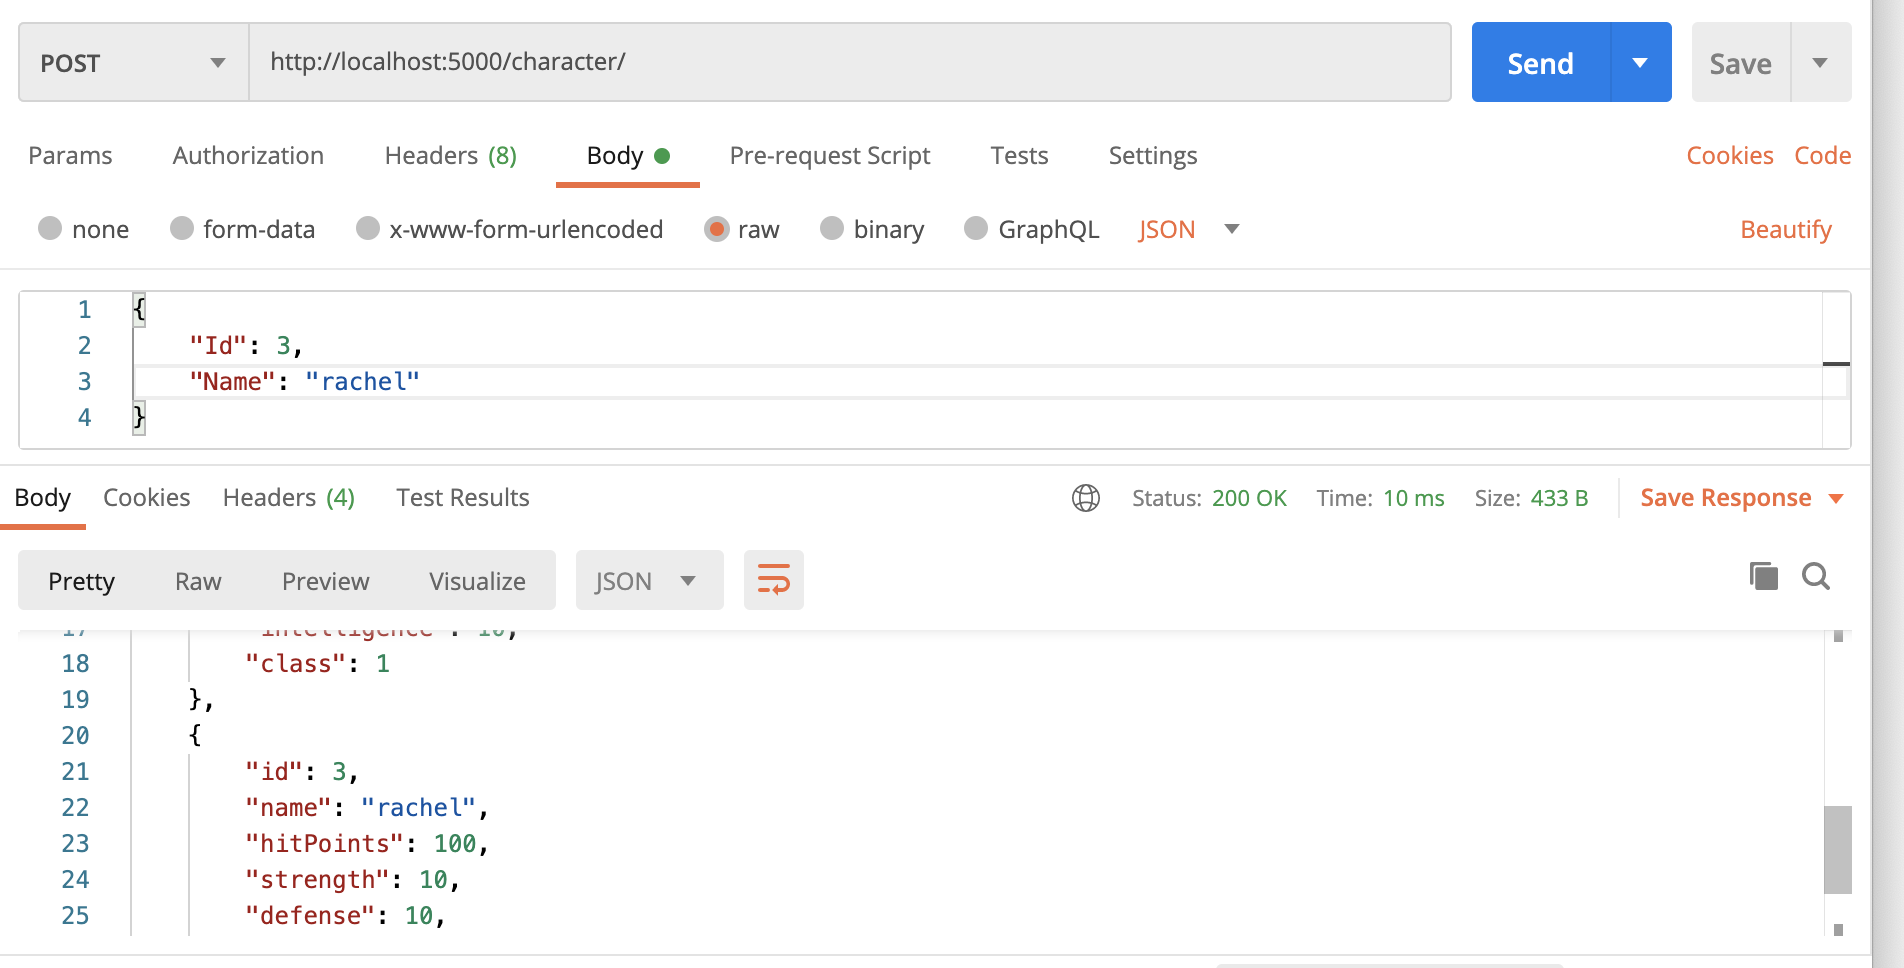 POST http://localhost:5000/character/ Send Save
Params Authorization Headers (8) Body Pre-request Script Tests Settings Cookies Code
none form-data x-www-form-urlencoded raw binary GraphQL JSON Beautify
1 {
2 "Id": 3,
3 "Name": "rachel"
4 }
Body Cookies Headers (4) Test Results Status: 200 OK Time: 10 ms Size: 433 B Save Response
Pretty Raw Preview Visualize JSON
17 "intelligence": 10,
18 "class": 1
19 },
20 {
21 "id": 3,
22 "name": "rachel",
23 "hitPoints": 100,
24 "strength": 10,
25 "defense": 10,